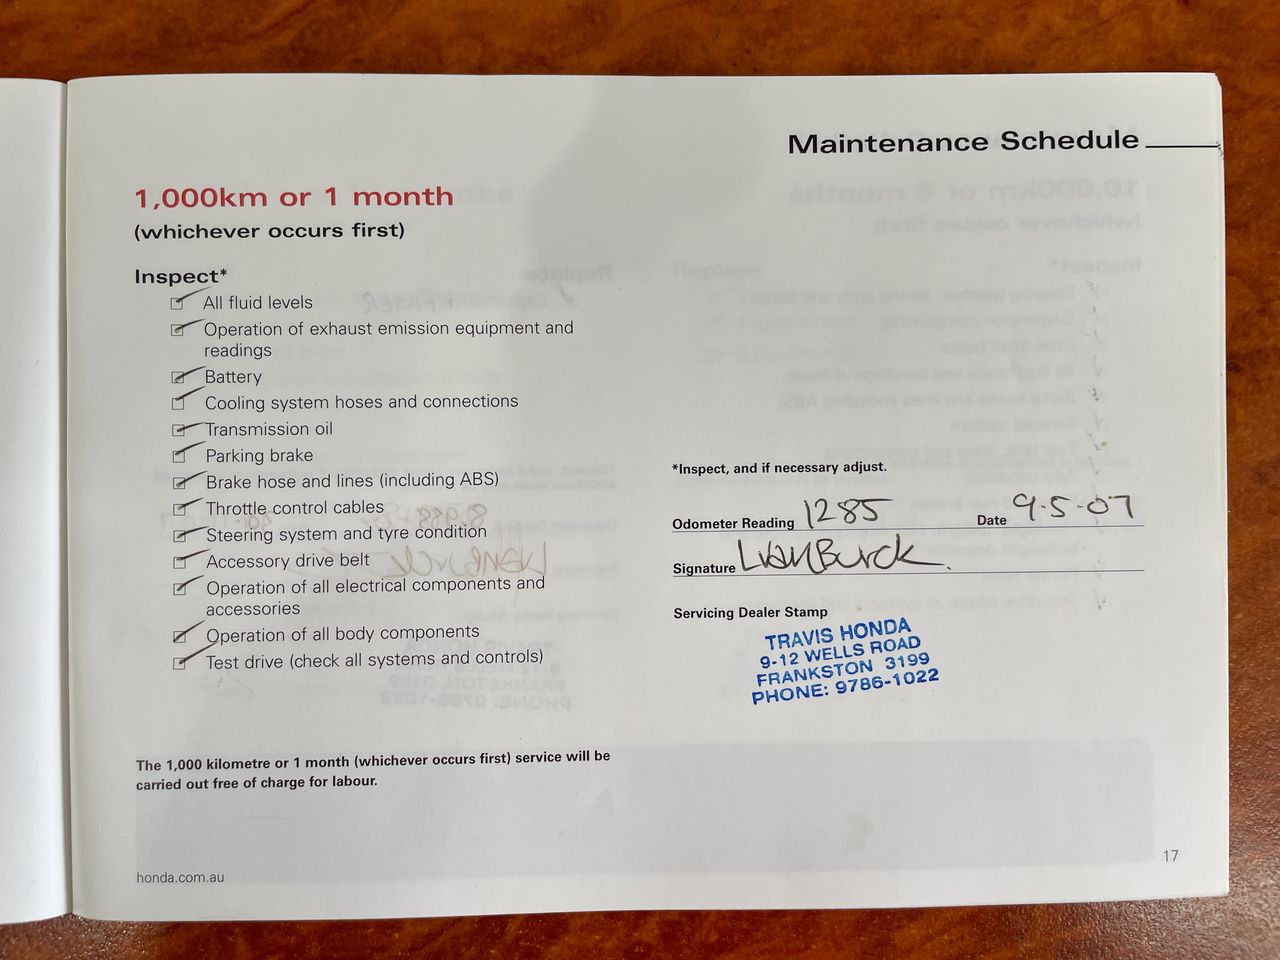 Maintenance Schedule
1,000km or 1 month
(whichever occurs first)
Inspect*
All fluid levels
Operation of exhaust emission equipment and
readings
Battery
Cooling system hoses and connections
Transmission oil
Parking brake
Brake hose and lines (including ABS)
Throttle control cables
Steering system and tyre condition
Accessory drive belt
Operation of all electrical components and
accessories
Operation of all body components
Test drive (check all systems and controls)
*Inspect, and if necessary adjust.
Odometer Reading 1285 Date 9-5-07
Signature
Servicing Dealer Stamp
TRAVIS HONDA
9-12 WELLS ROAD
FRANKSTON 3199
PHONE: 9786-1022
The 1,000 kilometre or 1 month (whichever occurs first) service will be
carried out free of charge for labour.
honda.com.au
17